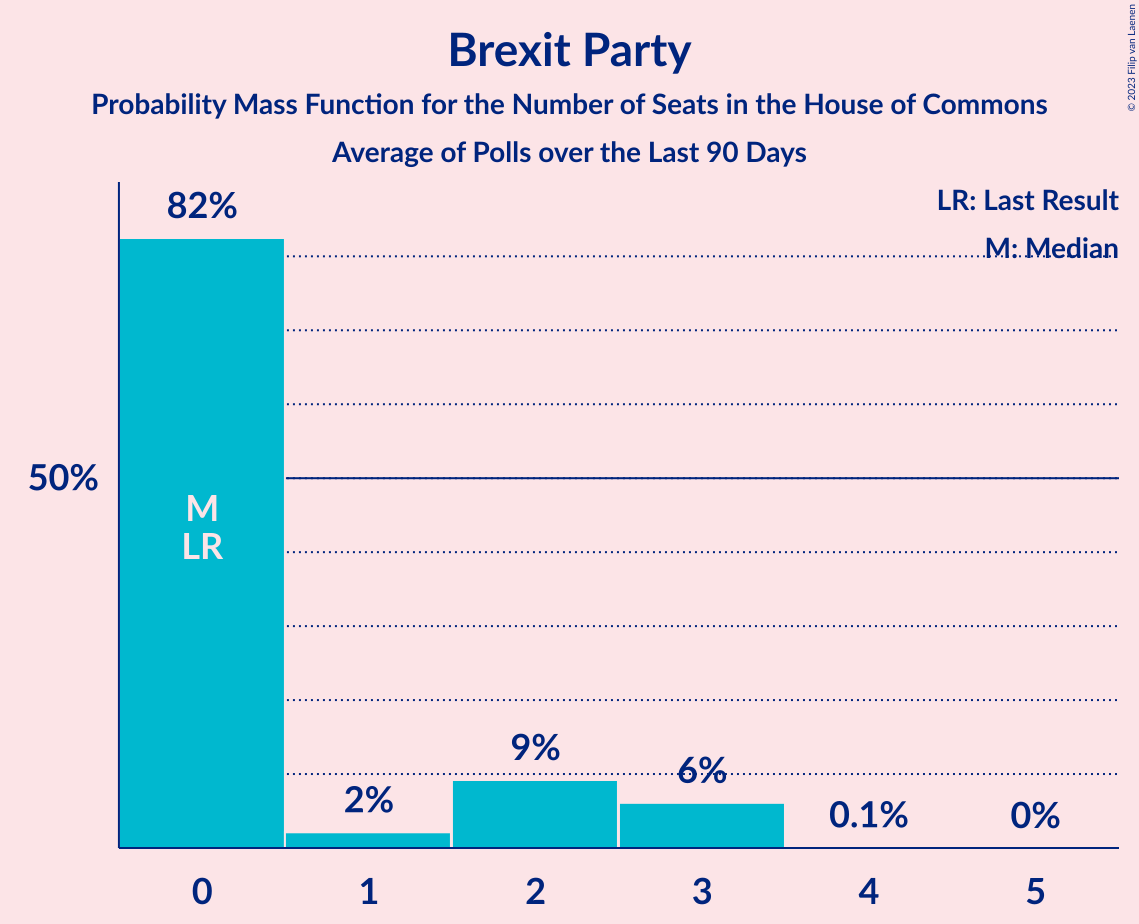 Brexit Party
Probability Mass Function for the Number of Seats in the House of Commons
Average of Polls over the Last 90 Days
© 2023 Filip van Laenen
LR: Last Result
M: Median
82%
50%
M
LR
2%
9%
6%
0.1%
0%
0 1 2 3 4 5